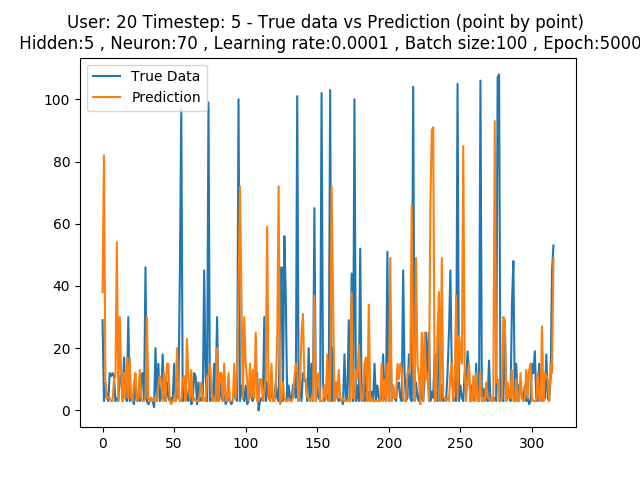 User: 20 Timestep: 5 - True data vs Prediction (point by point)
Hidden:5 , Neuron:70 , Learning rate:0.0001 , Batch size:100 , Epoch:5000
True Data
Prediction
100
80
60
40
20
0
0 50 100 150 200 250 300